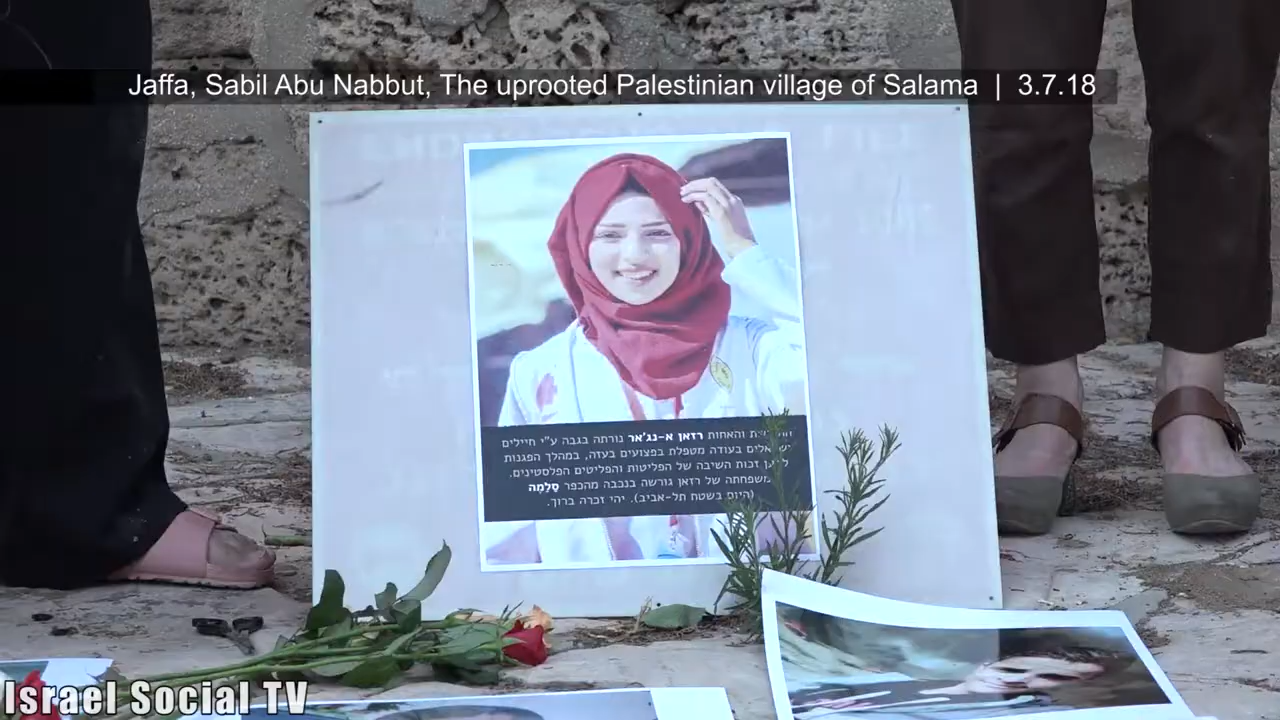 Jaffa, Sabil Abu Nabbut, The uprooted Palestinian village of Salama | 3.7.18
והאחות רזאן א-נג'אר נורתה בגבה ע"י חיילים
בעודה מטפלת בפצועים בעזה, במהלך הפגנות
זכות השיבה של הפליטות והפליטים הפלסטינים.
משפחתה של רזאן גורשה בנכבה מהכפר סַלַמֶה
(היום בשטח תל-אביב). יהי זכרה ברוך.
Israel Social TV